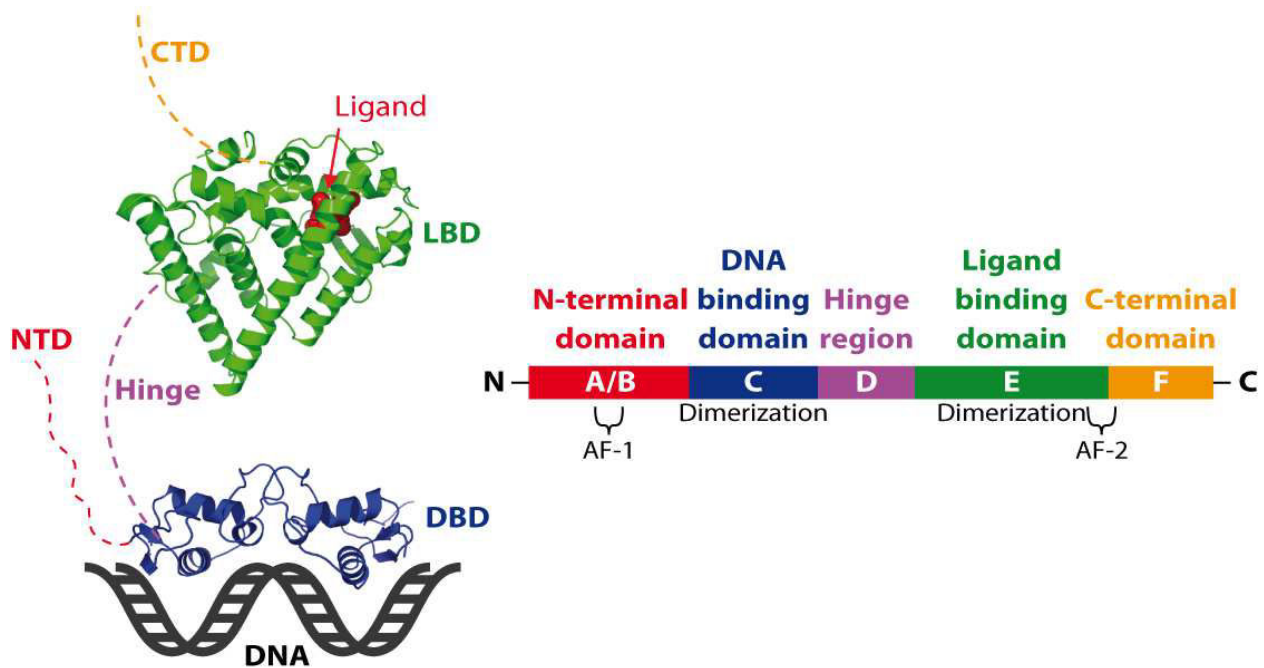 CTD
Ligand
LBD
NTD
Hinge
DBD
DNA
N-terminal
domain
DNA
binding
domain
Hinge
region
Ligand
binding
domain
C-terminal
domain
N
A/B
C
D
E
F
C
Dimerization
Dimerization
AF-1
AF-2